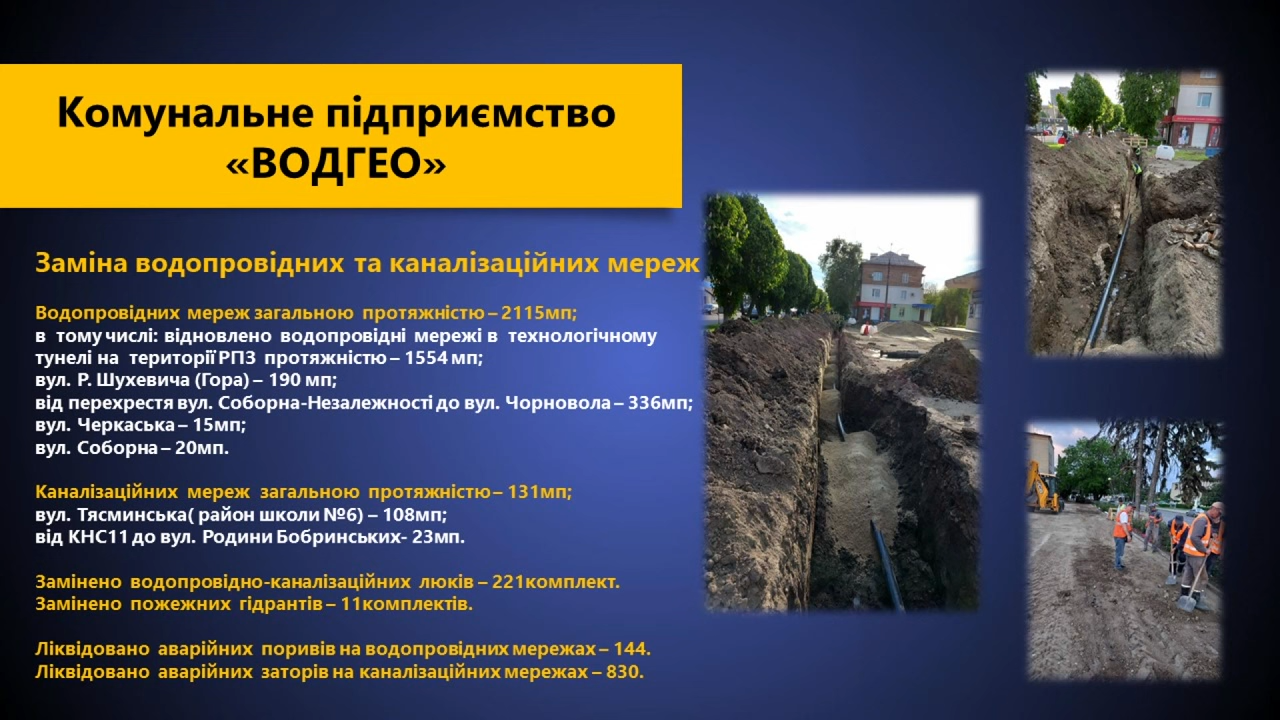 Комунальне підприємство
«ВОДГЕО»
Заміна водопровідних та каналізаційних мереж
Водопровідних мереж загальною протяжністю – 2115мп;
в тому числі: відновлено водопровідні мережі в технологічному
тунелі на території РПЗ протяжністю – 1554 мп;
вул. Р. Шухевича (Гора) – 190 мп;
від перехрестя вул. Соборна-Незалежності до вул. Чорновола – 336мп;
вул. Черкаська – 15мп;
вул. Соборна – 20мп.
Каналізаційних мереж загальною протяжністю – 131мп;
вул. Тясминська( район школи №6) – 108мп;
від КНС11 до вул. Родини Бобринських- 23мп.
Замінено водопровідно-каналізаційних люків – 221комплект.
Замінено пожежних гідрантів – 11комплектів.
Ліквідовано аварійних поривів на водопровідних мережах – 144.
Ліквідовано аварійних заторів на каналізаційних мережах – 830.